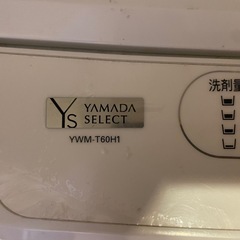 洗剤量
YS YAMADA
SELECT
YWM-T60H1